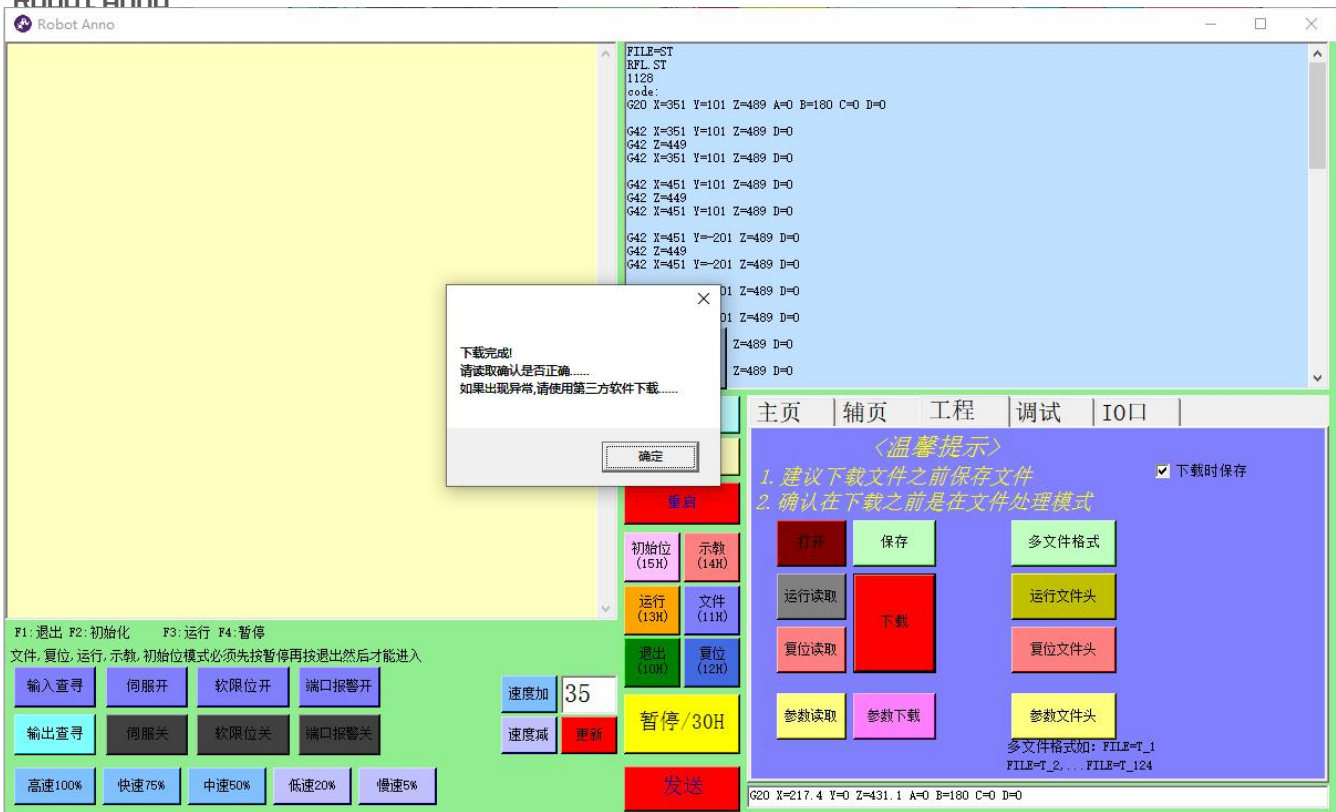 Robot Anno
Robot Anno
FILE=ST
RFL.ST
1128
code:
G20 X=351 Y=101 Z=489 A=0 B=180 C=0 D=0
G42 X=351 Y=101 Z=489 D=0
G42 Z=449
G42 X=351 Y=101 Z=489 D=0
G42 X=451 Y=101 Z=489 D=0
G42 Z=449
G42 X=451 Y=101 Z=489 D=0
G42 X=451 Y=-201 Z=489 D=0
G42 Z=449
G42 X=451 Y=-201 Z=489 D=0
01 Z=489 D=0
01 Z=489 D=0
Z=489 D=0
Z=489 D=0
下载完成!
请读取确认是否正确......
如果出现异常,请使用第三方软件下载......
确定
主页 辅页 工程 调试 IO口
<温馨提示>
1.建议下载文件之前保存文件
2.确认在下载之前是在文件处理模式
下载时保存
重启
打开 保存 多文件格式
初始位(15H) 示教(14H)
运行读取 下载 运行文件头
运行(13H) 文件(11H)
复位读取 复位文件头
退出(10H) 复位(12H)
F1:退出 F2:初始化 F3:运行 F4:暂停
文件,复位,运行,示教,初始位模式必须先按暂停再按退出然后才能进入
输入查寻 伺服开 软限位开 端口报警开
速度加 35
输出查寻 伺服关 软限位关 端口报警关
速度减 更新
暂停/30H
参数读取 参数下载 参数文件头
多文件格式如: FILE=T_1
FILE=T_2,...FILE=T_124
高速100% 快速75% 中速50% 低速20% 慢速5%
发送
G20 X=217.4 Y=0 Z=431.1 A=0 B=180 C=0 D=0